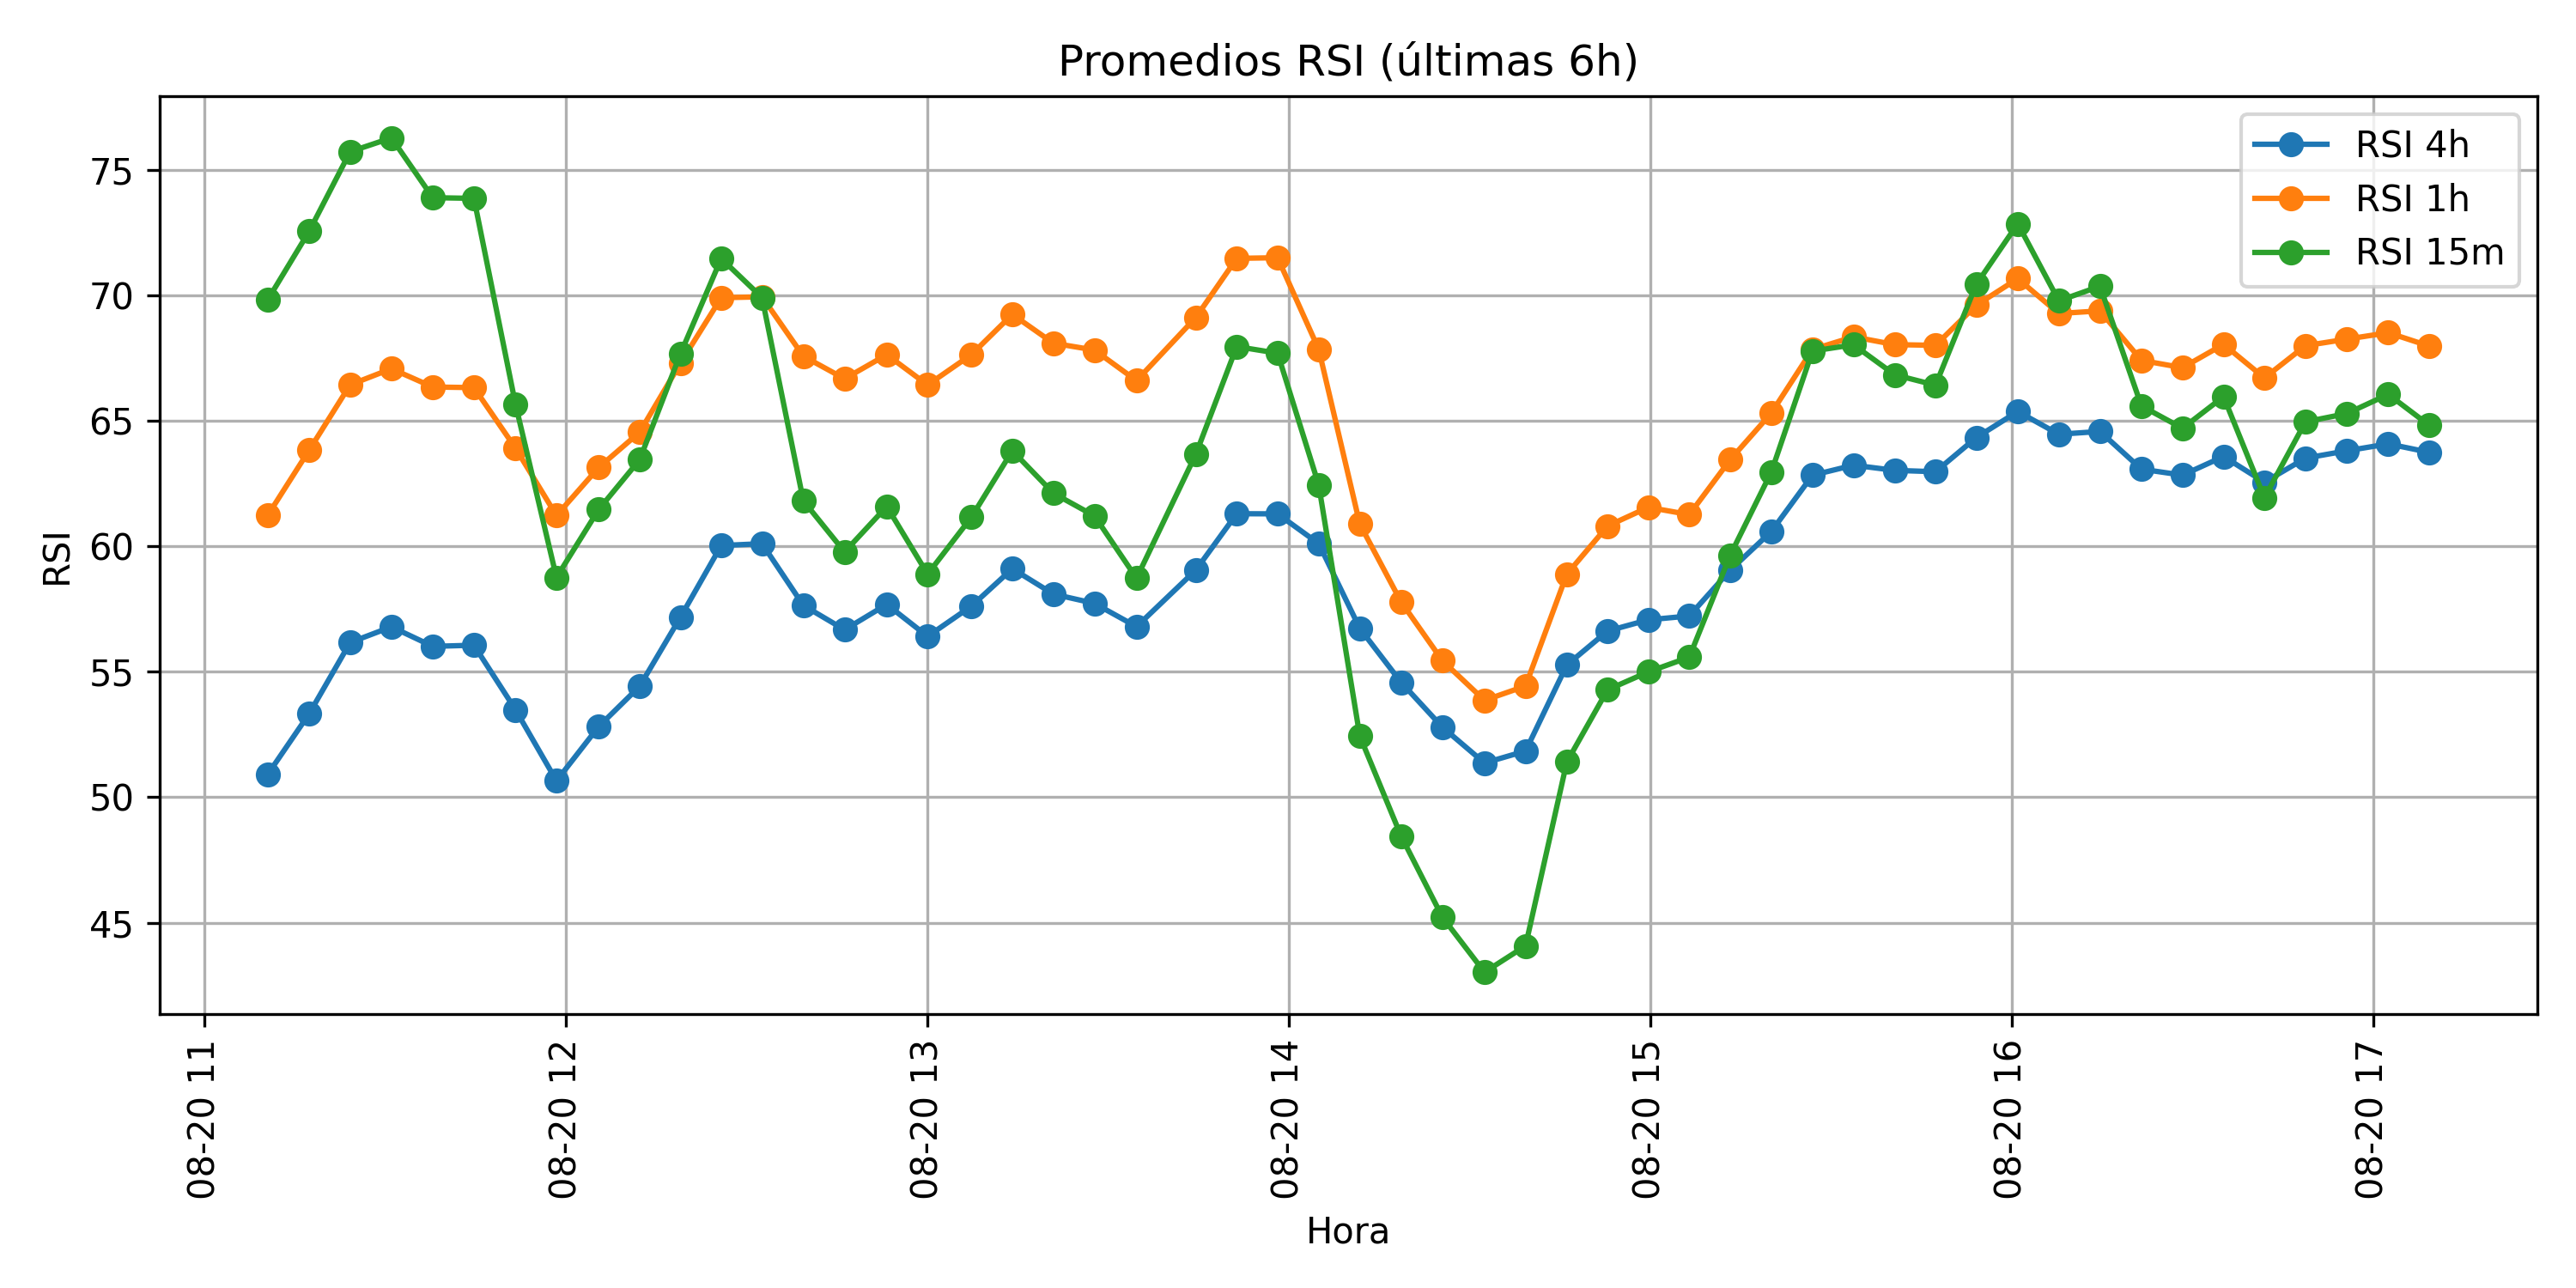 Promedios RSI (últimas 6h)
RSI 4h
RSI 1h
RSI 15m
75
70
65
60
55
50
45
RSI
08-20 11
08-20 12
08-20 13
08-20 14
08-20 15
08-20 16
08-20 17
Hora